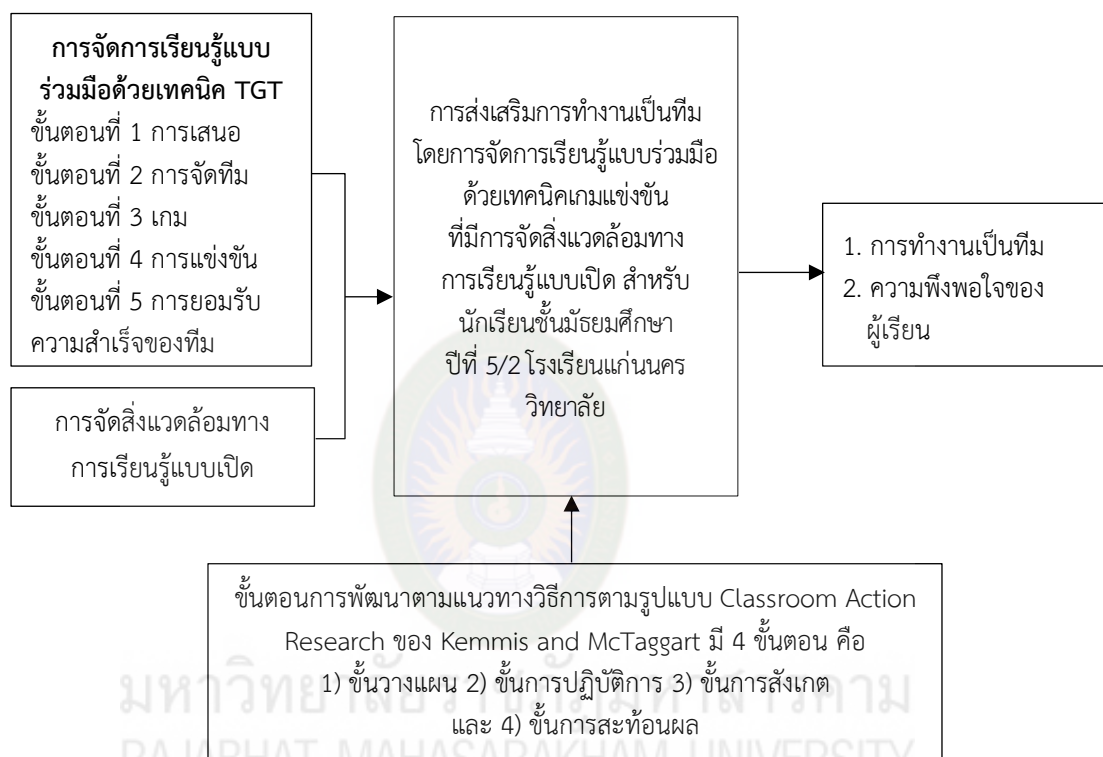 การจัดการเรียนรู้แบบ
ร่วมมือด้วยเทคนิค TGT
ขั้นตอนที่ 1 การเสนอ
ขั้นตอนที่ 2 การจัดทีม
ขั้นตอนที่ 3 เกม
ขั้นตอนที่ 4 การแข่งขัน
ขั้นตอนที่ 5 การยอมรับ
ความสำเร็จของทีม
การจัดสิ่งแวดล้อมทาง
การเรียนรู้แบบเปิด
การส่งเสริมการทำงานเป็นทีม
โดยการจัดการเรียนรู้แบบร่วมมือ
ด้วยเทคนิคเกมแข่งขัน
ที่มีการจัดสิ่งแวดล้อมทาง
การเรียนรู้แบบเปิด สำหรับ
นักเรียนชั้นมัธยมศึกษา
ปีที่ 5/2 โรงเรียนแก่นนคร
วิทยาลัย
1. การทำงานเป็นทีม
2. ความพึงพอใจของ
ผู้เรียน
ขั้นตอนการพัฒนาตามแนวทางวิธีการตามรูปแบบ Classroom Action
Research ของ Kemmis and McTaggart มี 4 ขั้นตอน คือ
1) ขั้นวางแผน 2) ขั้นการปฏิบัติการ 3) ขั้นการสังเกต
และ 4) ขั้นการสะท้อนผล
มหาวิทยาลัยราชภัฏมหาสารคาม
RAJABHAT MAHASARAKHAM UNIVERSITY